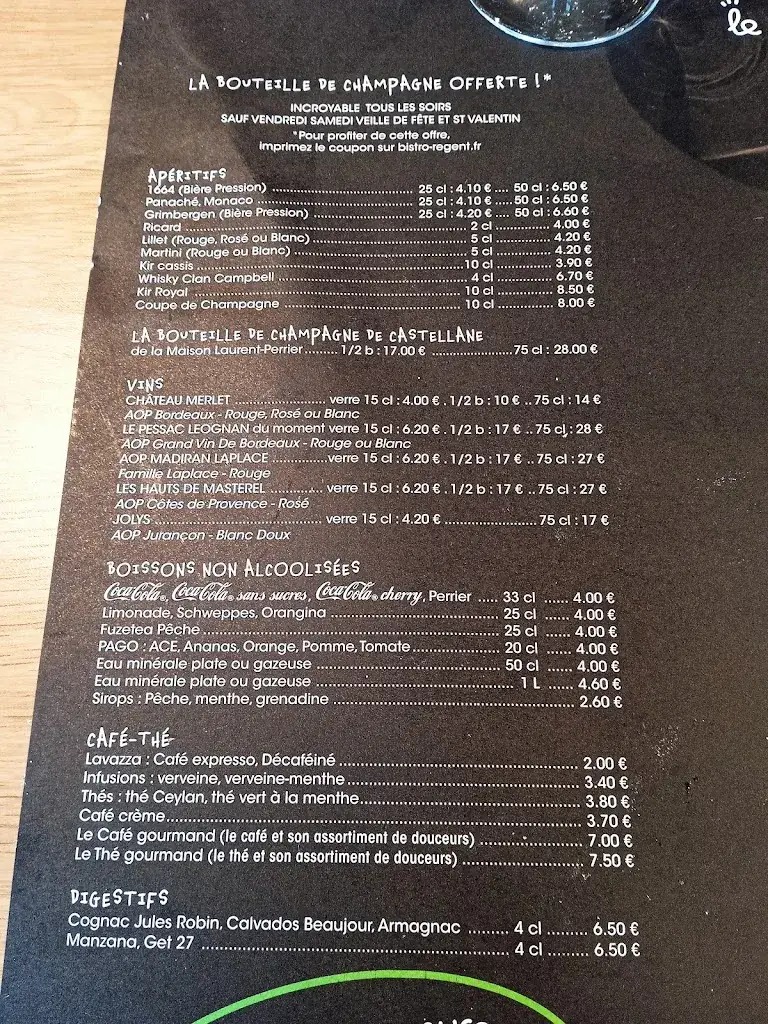 le
LA BOUTEILLE DE CHAMPAGNE OFFERTE !*
INCROYABLE TOUS LES SOIRS
SAUF VENDREDI SAMEDI VEILLE DE FÊTE ET ST VALENTIN
*Pour profiter de cette offre,
imprimez le coupon sur bistro-regent.fr
APÉRITIFS
1664 (Bière Pression) ........ 25 cl : 4.10 € .... 50 cl : 6.50 €
Panaché, Monaco ........ 25 cl : 4.10 € .... 50 cl : 6.50 €
Grimbergen (Bière Pression) ........ 25 cl : 4.20 € .... 50 cl : 6.60 €
Ricard ........ 2 cl ........ 4.00 €
Lillet (Rouge, Rosé ou Blanc) ........ 5 cl ........ 4.20 €
Martini (Rouge ou Blanc) ........ 5 cl ........ 4.20 €
Kir cassis ........ 10 cl ........ 3.90 €
Whisky Clan Campbell ........ 4 cl ........ 6.70 €
Kir Royal ........ 10 cl ........ 8.50 €
Coupe de Champagne ........ 10 cl ........ 8.00 €
LA BOUTEILLE DE CHAMPAGNE DE CASTELLANE
de la Maison Laurent-Perrier ........ 1/2 b : 17.00 € ........ 75 cl : 28.00 €
VINS
CHÂTEAU MERLET ........ verre 15 cl : 4.00 € . 1/2 b : 10 € .. 75 cl : 14 €
AOP Bordeaux - Rouge, Rosé ou Blanc
LE PESSAC LEOGNAN du moment verre 15 cl : 6.20 € . 1/2 b : 17 € .. 75 cl : 28 €
AOP Grand Vin De Bordeaux - Rouge ou Blanc
AOP MADIRAN LAPLACE ........ verre 15 cl : 6.20 € . 1/2 b : 17 € .. 75 cl : 27 €
Famille Laplace - Rouge
LES HAUTS DE MASTEREL ........ verre 15 cl : 6.20 € . 1/2 b : 17 € .. 75 cl : 27 €
AOP Côtes de Provence - Rosé
JOLYS ........ verre 15 cl : 4.20 € ........ 75 cl : 17 €
AOP Jurançon - Blanc Doux
BOISSONS NON ALCOOLISÉES
Coca-Cola®, Coca-Cola® sans sucres, Coca-Cola® cherry, Perrier ..... 33 cl ...... 4.00 €
Limonade, Schweppes, Orangina ........ 25 cl ...... 4.00 €
Fuzetea Pêche ........ 25 cl ...... 4.00 €
PAGO : ACE, Ananas, Orange, Pomme, Tomate ........ 20 cl ...... 4.00 €
Eau minérale plate ou gazeuse ........ 50 cl ...... 4.00 €
Eau minérale plate ou gazeuse ........ 1 L ...... 4.60 €
Sirops : Pêche, menthe, grenadine ........ 2.60 €
CAFÉ-THÉ
Lavazza : Café expresso, Décaféiné ........ 2.00 €
Infusions : verveine, verveine-menthe ........ 3.40 €
Thés : thé Ceylan, thé vert à la menthe ........ 3.80 €
Café crème ........ 3.70 €
Le Café gourmand (le café et son assortiment de douceurs) ........ 7.00 €
Le Thé gourmand (le thé et son assortiment de douceurs) ........ 7.50 €
DIGESTIFS
Cognac Jules Robin, Calvados Beaujour, Armagnac ........ 4 cl ........ 6.50 €
Manzana, Get 27 ........ 4 cl ........ 6.50 €